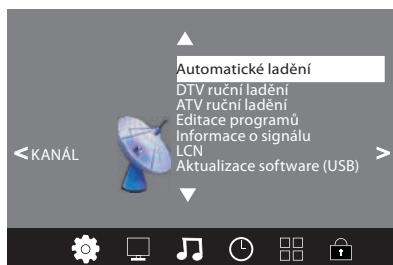 Automatické ladění
DTV ruční ladění
ATV ruční ladění
Editace programů
Informace o signálu
LCN
Aktualizace software (USB)
< KANÁL >